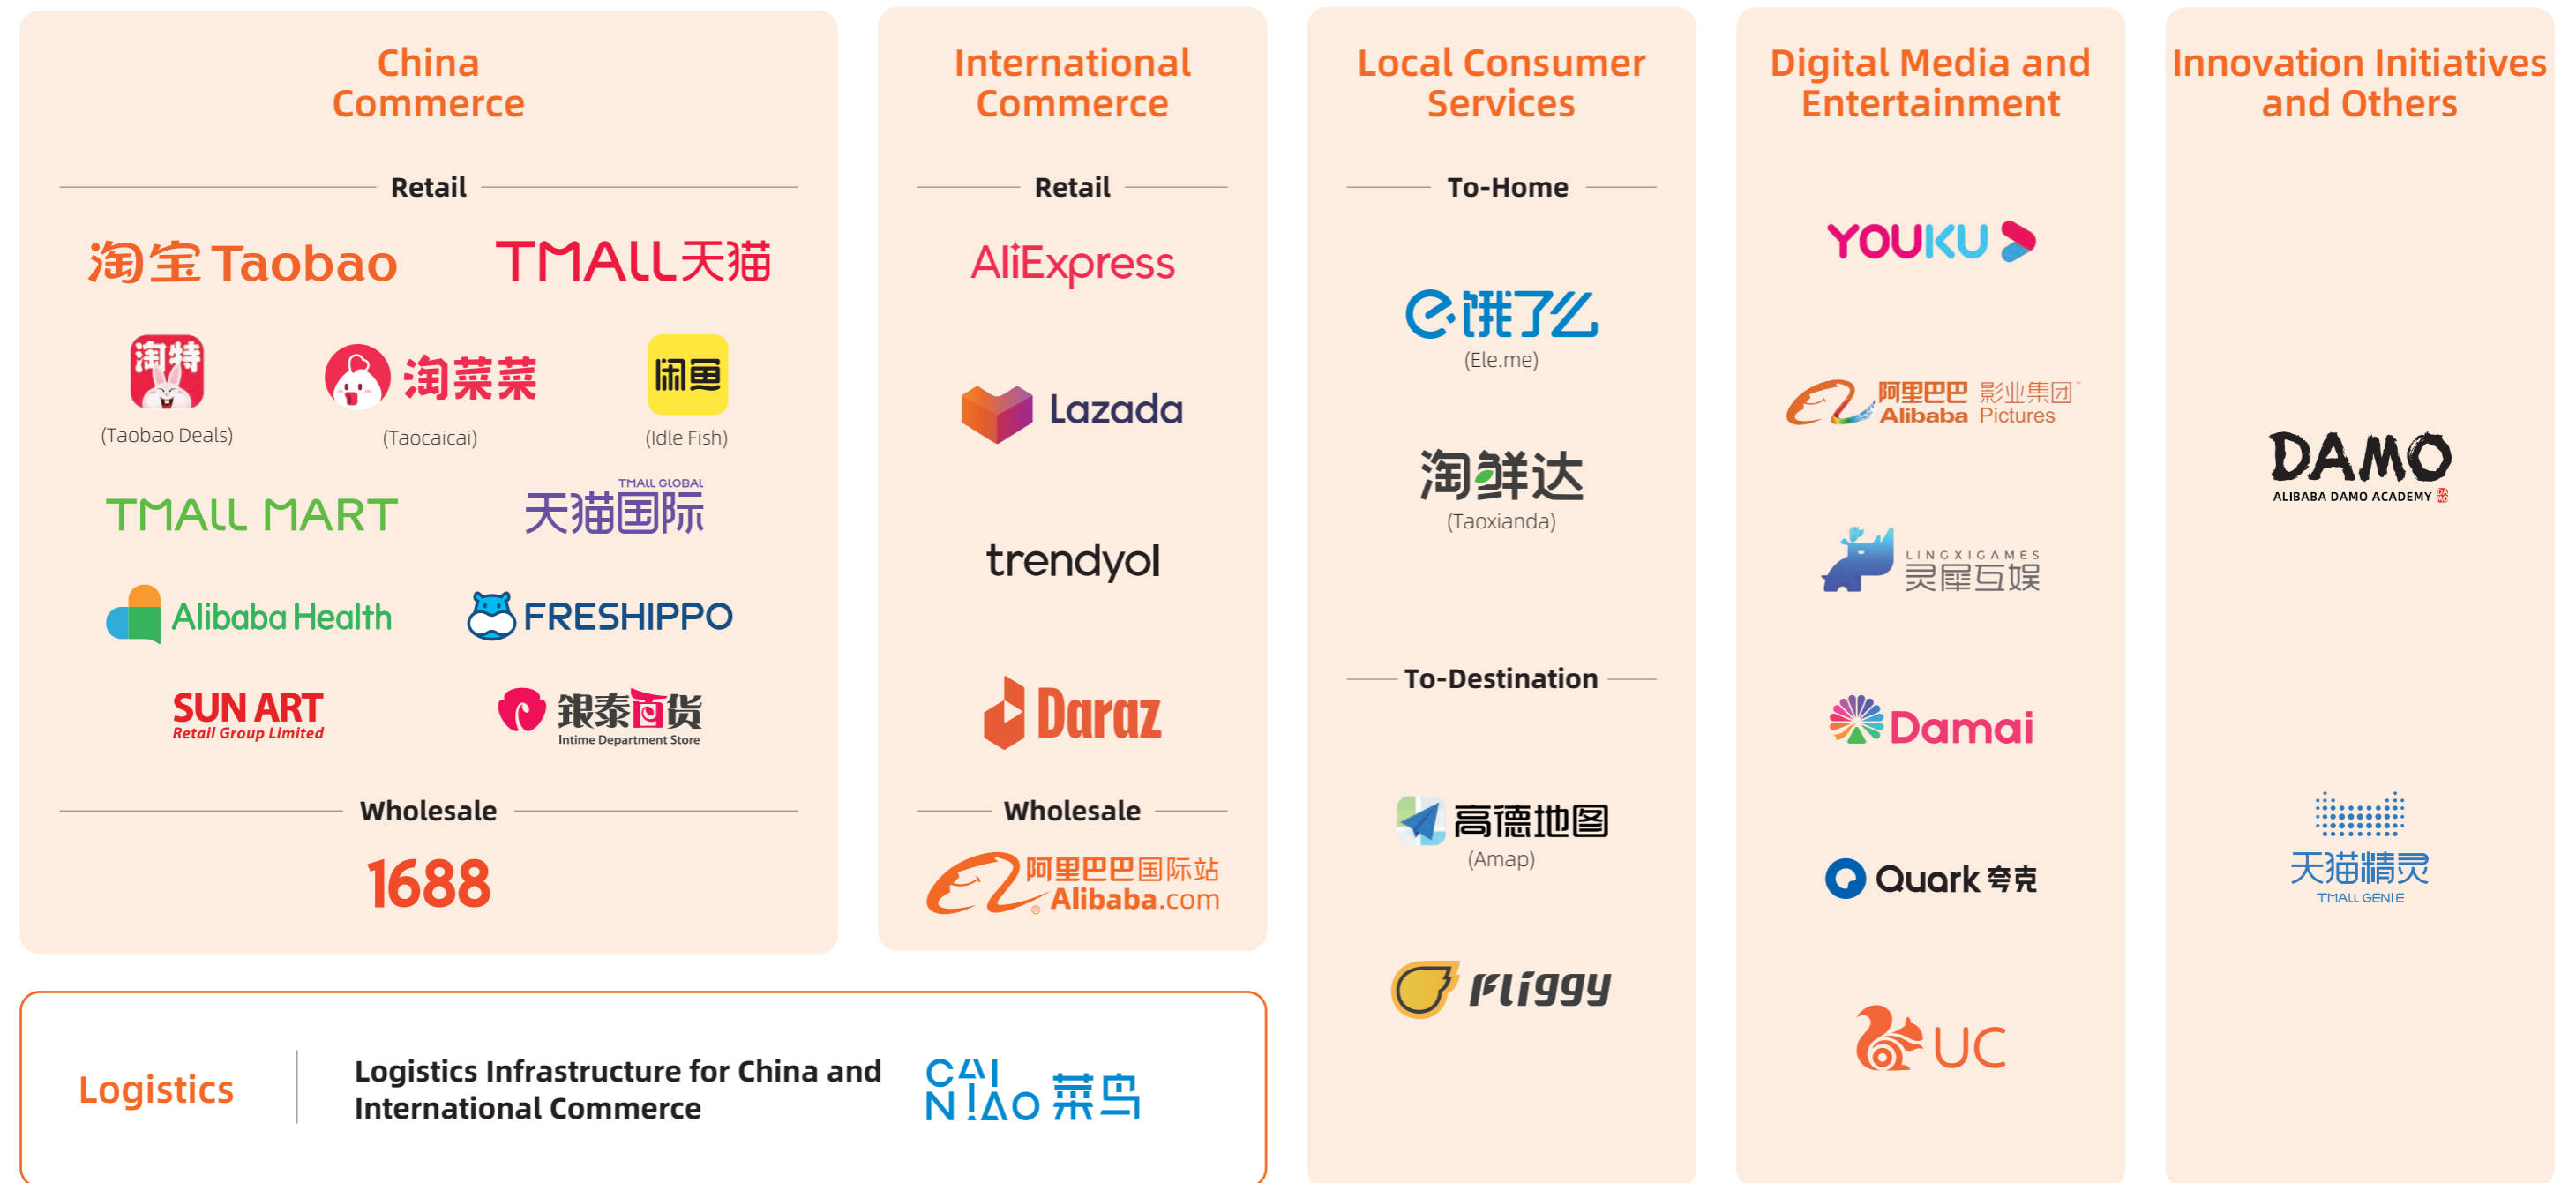 China
Commerce
Retail
淘宝 Taobao
TMALL天猫
淘特
(Taobao Deals)
淘菜菜
(Taocaicai)
闲鱼
(Idle Fish)
TMALL MART
TMALL GLOBAL
天猫国际
Alibaba Health
FRESHIPPO
SUN ART
Retail Group Limited
银泰百货
Intime Department Store
Wholesale
1688
International
Commerce
Retail
AliExpress
Lazada
trendyol
Daraz
Wholesale
阿里巴巴国际站
® Alibaba.com
Logistics
Logistics Infrastructure for China and
International Commerce
CAI
NIAO 菜鸟
Local Consumer
Services
To-Home
饿了么
(Ele.me)
淘鲜达
(Taoxianda)
To-Destination
高德地图
(Amap)
Fliggy
Digital Media and
Entertainment
YOUKU
阿里巴巴 影业集团™
Alibaba Pictures
LINGXIGAMES
灵犀互娱
Damai
Quark 夸克
UC
Innovation Initiatives
and Others
DAMO
ALIBABA DAMO ACADEMY
天猫精灵
TMALL GENIE